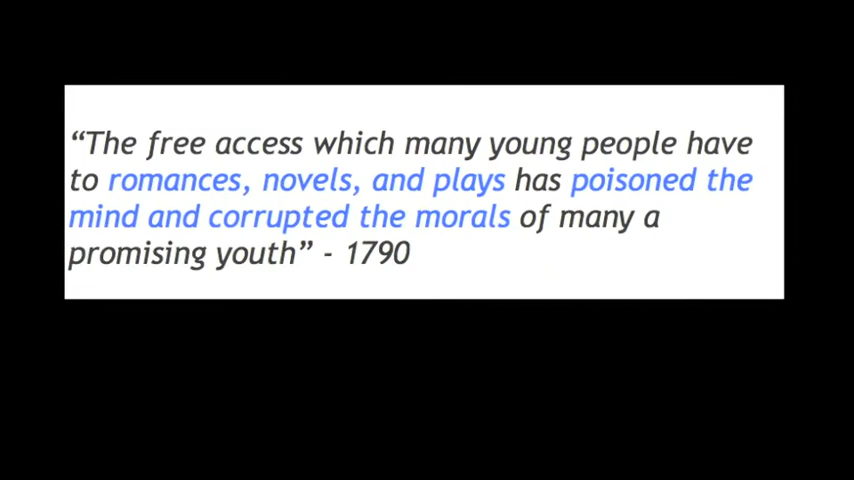 “The free access which many young people have
to romances, novels, and plays has poisoned the
mind and corrupted the morals of many a
promising youth” - 1790